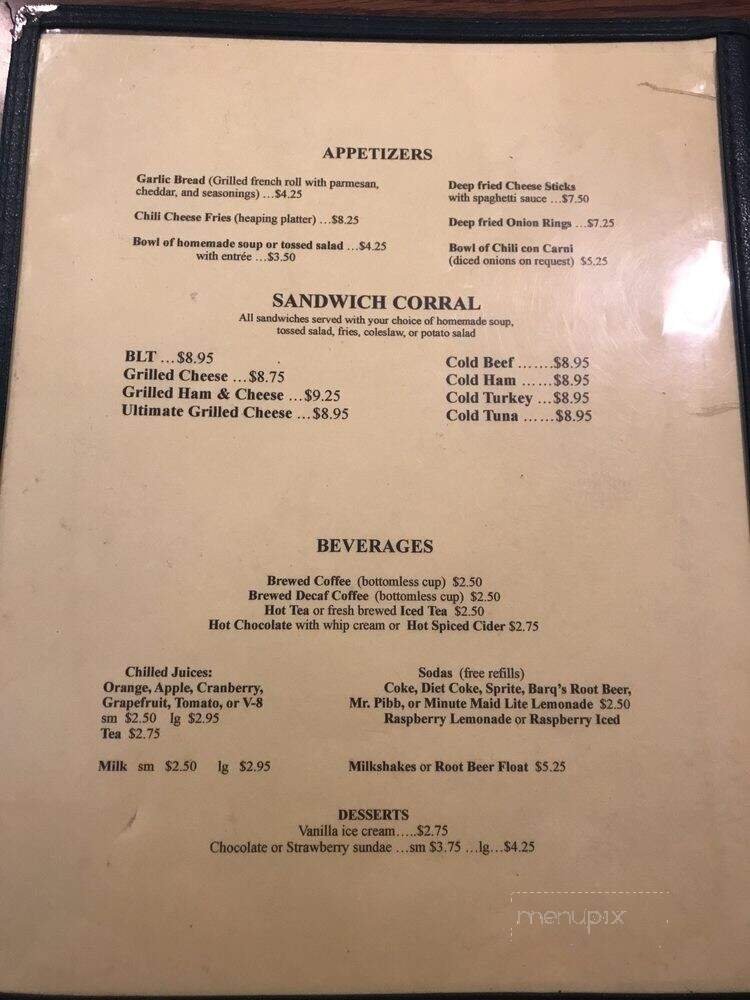 APPETIZERS
Garlic Bread (Grilled french roll with parmesan,
cheddar, and seasonings) ...$4.25
Chili Cheese Fries (heaping platter) ...$8.25
Bowl of homemade soup or tossed salad ...$4.25
with entrée ...$3.50
Deep fried Cheese Sticks
with spaghetti sauce ...$7.50
Deep fried Onion Rings ...$7.25
Bowl of Chili con Carni
(diced onions on request) $5.25
SANDWICH CORRAL
All sandwiches served with your choice of homemade soup,
tossed salad, fries, coleslaw, or potato salad
BLT ...$8.95
Grilled Cheese ...$8.75
Grilled Ham & Cheese ...$9.25
Ultimate Grilled Cheese ...$8.95
Cold Beef .......$8.95
Cold Ham ......$8.95
Cold Turkey ...$8.95
Cold Tuna ......$8.95
BEVERAGES
Brewed Coffee (bottomless cup) $2.50
Brewed Decaf Coffee (bottomless cup) $2.50
Hot Tea or fresh brewed Iced Tea $2.50
Hot Chocolate with whip cream or Hot Spiced Cider $2.75
Chilled Juices:
Orange, Apple, Cranberry,
Grapefruit, Tomato, or V-8
sm $2.50 lg $2.95
Tea $2.75
Milk sm $2.50 lg $2.95
Sodas (free refills)
Coke, Diet Coke, Sprite, Barq's Root Beer,
Mr. Pibb, or Minute Maid Lite Lemonade $2.50
Raspberry Lemonade or Raspberry Iced
Milkshakes or Root Beer Float $5.25
DESSERTS
Vanilla ice cream.....$2.75
Chocolate or Strawberry sundae ...sm $3.75 ...lg...$4.25
menupix